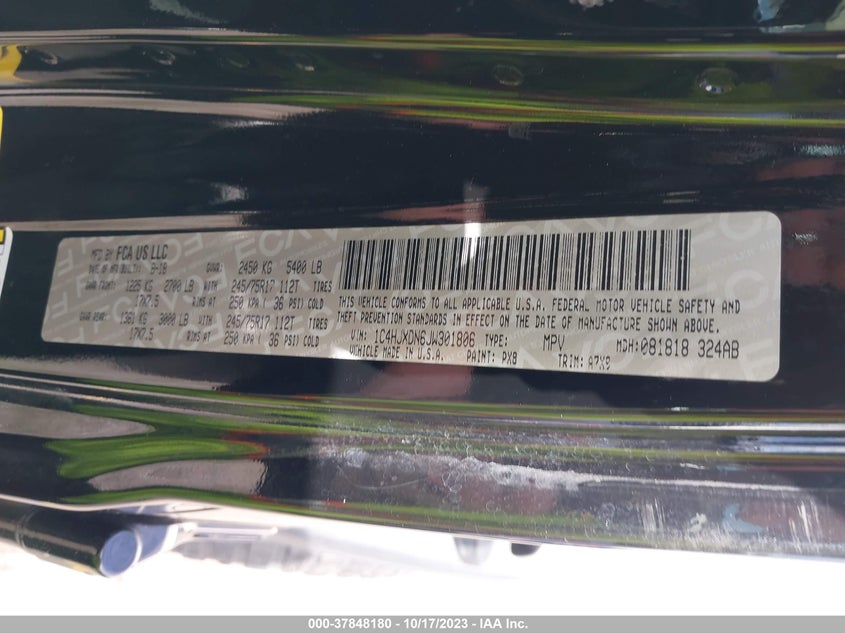 MFD BY FCA US LLC
DATE OF MFR 8-18 GVWR: 2450 KG 5400 LB
GAWR FRONT: 1225 KG 2700 LB WITH 245/75R17 112T TIRES
17X7.5 RIMS AT 250 KPA ( 36 PSI) COLD
GAWR REAR: 1361 KG 3000 LB WITH 245/75R17 112T TIRES
17X7.5 RIMS AT 250 KPA ( 36 PSI) COLD
THIS VEHICLE CONFORMS TO ALL APPLICABLE U.S.A. FEDERAL MOTOR VEHICLE SAFETY AND
THEFT PREVENTION STANDARDS IN EFFECT ON THE DATE OF MANUFACTURE SHOWN ABOVE.
VIN: 1C4HJXDN6JW301806 TYPE: MPV MDH: 081818 324AB
VEHICLE MADE IN U.S.A. PAINT: PX8 TRIM: A7X9
000-37848180 - 10/17/2023 - IAA Inc.